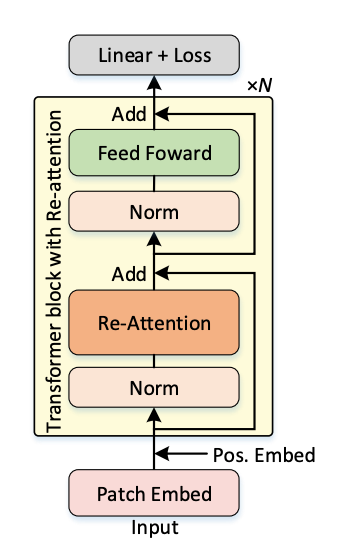 Linear + Loss
×N
Add
Feed Foward
Norm
Add
Re-Attention
Norm
Transformer block with Re-attention
Pos. Embed
Patch Embed
Input